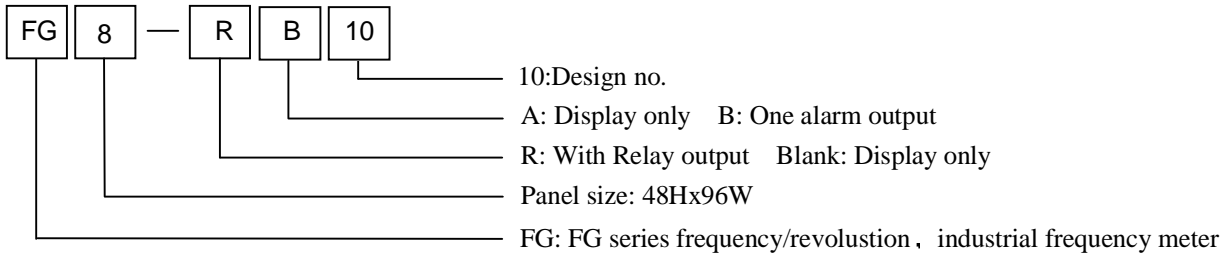 FG 8 — R B 10
10:Design no.
A: Display only B: One alarm output
R: With Relay output Blank: Display only
Panel size: 48Hx96W
FG: FG series frequency/revolustion，industrial frequency meter